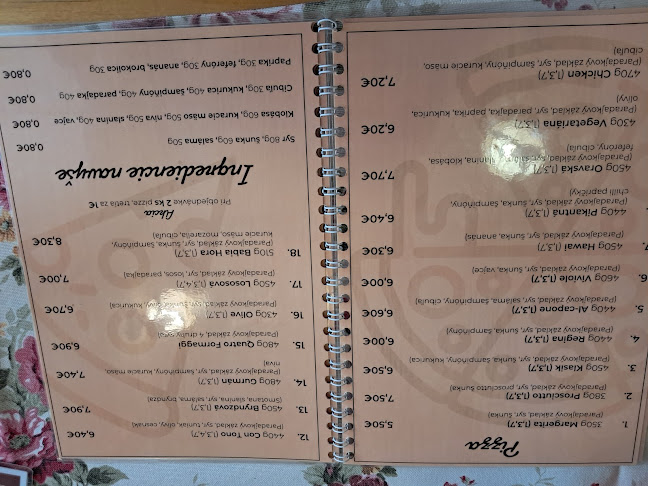 Pizza
1. 350g Margerita (1,3,7) 5,50€
(Paradajkový základ, syr, šunka)
2. 380g Prosciutto (1,3,7) 7,50€
(Paradajkový základ, syr, prosciutto šunka)
3. 450g Klasik (1,3,7) 6,50€
(Paradajkový základ, syr, šunka, šampiňóny, kukurica)
4. 440g Regina (1,3,7) 6,00€
(Paradajkový základ, syr, šunka, šampiňóny)
5. 440g Al-capone (1,3,7) 6,60€
(Paradajkový základ, syr, saláma, šampiňóny, cibuľa)
6. 460g Viviole (1,3,7) 6,00€
(Paradajkový základ, syr, šunka, vajce)
7. 450g Hawai (1,3,7) 6,30€
(Paradajkový základ, syr, šunka, ananás)
440g Pikantná (1,3,7) 6,40€
(Paradajkový základ, syr, šunka, šampiňóny,
chilli papričky)
450g Oravská (1,3,7) 7,70€
(Paradajkový základ, syr, šunka, slanina, klobása,
feferóny, cibuľa)
430g Vegetariána (1,3,7) 6,20€
(Paradajkový základ, syr, paradajka, paprika, kukurica,
olivy)
470g Chicken (1,3,7) 7,20€
(Paradajkový základ, syr, šampiňóny, kuracie mäso,
cibuľa)
12. 440g Con Tono (1,3,4,7) 6,40€
(Paradajkový základ, syr, tuniak, olivy, cesnak)
13. 450g Bryndzová (1,3,7) 7,90€
(Smotana, slanina, syr, saláma, bryndza)
14. 480g Gurmán (1,3,7) 7,40€
(Paradajkový základ, syr, šunka, šampiňóny, kuracie mäso,
niva)
15. 480g Quatro Formaggi 6,90€
(Paradajkový základ, 4 druhy syra)
16. 430g Olive (1,3,7) 6,70€
(Paradajkový základ, syr, šunka, olivy, kukurica)
17. 450g Lososová (1,3,4,7) 7,00€
(Paradajkový základ, syr, losos, paradajka)
18. 510g Babia Hora (1,3,7) 8,30€
(Paradajkový základ, syr, šunka, šampiňóny,
kuracie mäso, mozarella, cibuľa)
Akcia
Pri objednávke 2 ks pizze, tretia za 1€
Ingrediencie navyše
Syr 80g, šunka 60g, saláma 50g 0,80€
Klobása 60g, kuracie mäso 50g, niva 50g, slanina 40g, vajce 0,80€
Cibuľa 30g, kukurica 40g, šampiňóny 40g, paradajka 40g 0,80€
Paprika 30g, feferóny 30g, ananás, brokolica 30g 0,80€